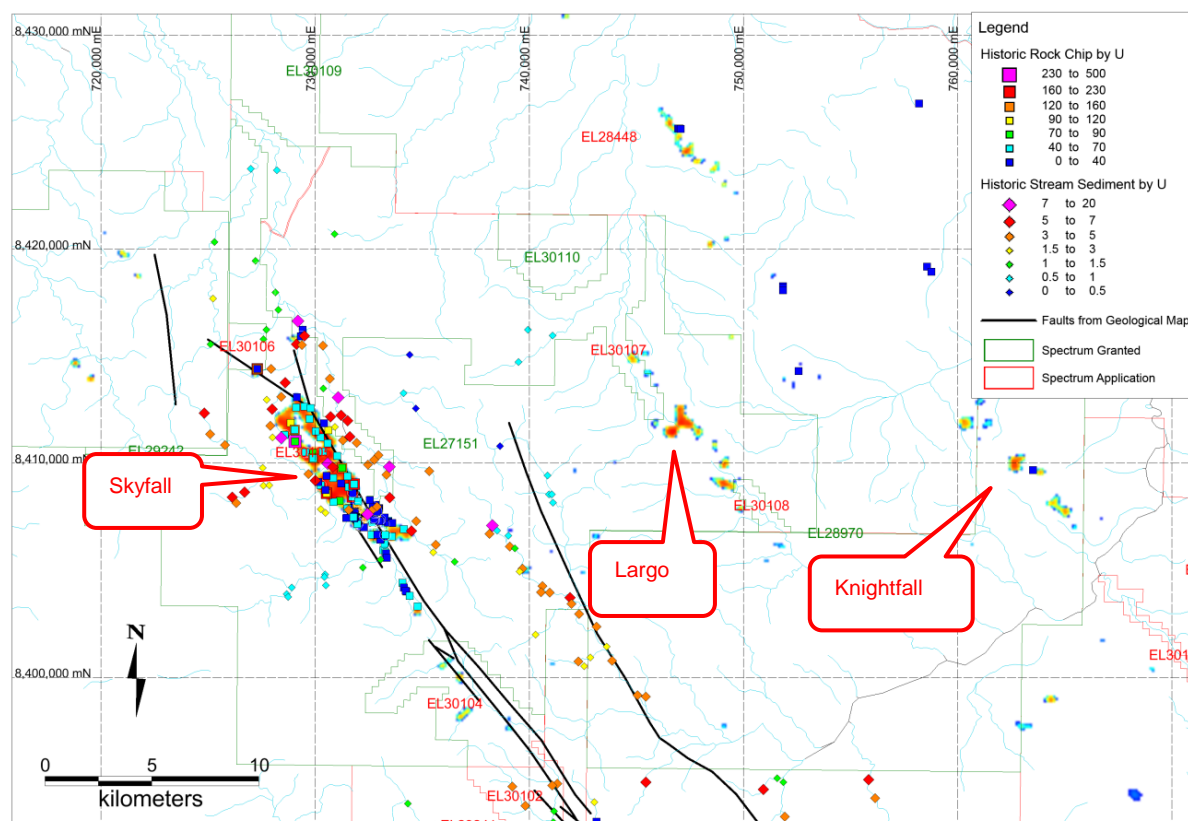 8,430,000 mN
720,000 mE
730,000 mE
740,000 mE
750,000 mE
760,000 mE
EL30109
EL28448
8,420,000 mN
EL30110
EL30106
EL30107
EL27151
EL29242
8,410,000 mN
Skyfall
EL30108
EL28970
Largo
Knightfall
N
8,400,000 mN
EL30104
0 5 10
kilometers
EL30102
Legend
Historic Rock Chip by U
230 to 500
160 to 230
120 to 160
90 to 120
70 to 90
40 to 70
0 to 40
Historic Stream Sediment by U
7 to 20
5 to 7
3 to 5
1.5 to 3
1 to 1.5
0.5 to 1
0 to 0.5
Faults from Geological Map
Spectrum Granted
Spectrum Application